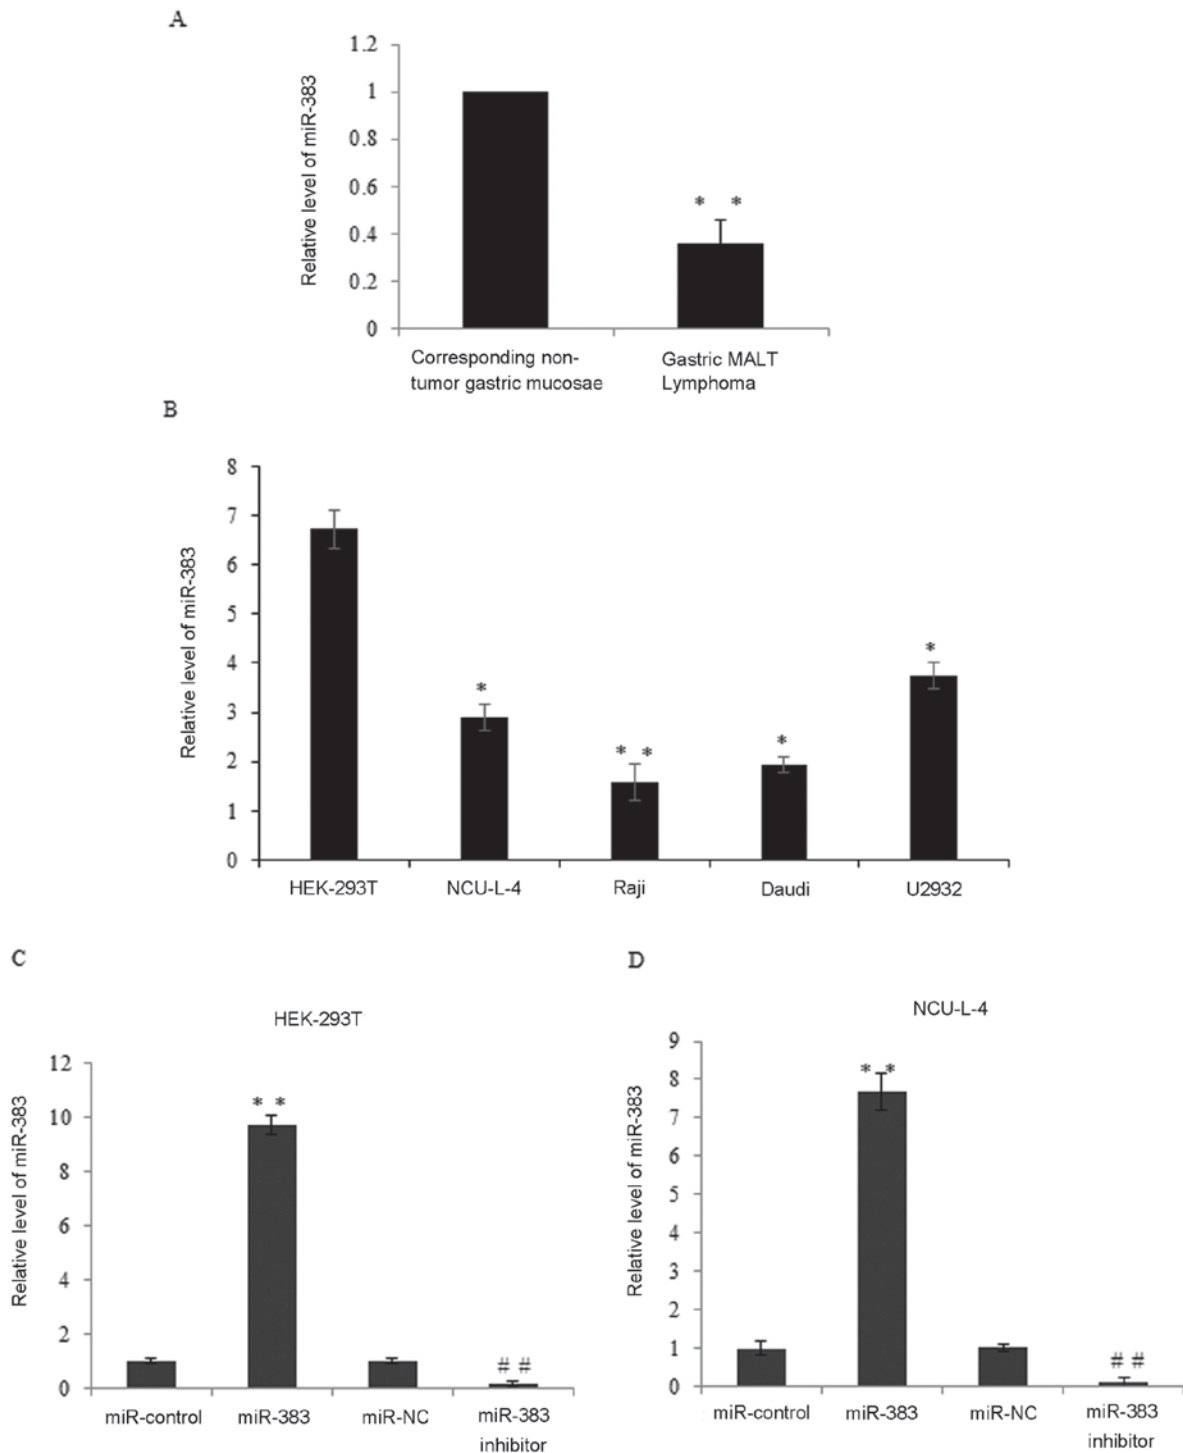 A
Relative level of miR-383
1.2
1
0.8
0.6
0.4
0.2
0
* *
Corresponding non-
tumor gastric mucosae
Gastric MALT
Lymphoma
B
Relative level of miR-383
8
7
6
5
4
3
2
1
0
*
* *
*
*
HEK-293T NCU-L-4 Raji Daudi U2932
C
HEK-293T
Relative level of miR-383
12
10
8
6
4
2
0
* *
# #
miR-control miR-383 miR-NC miR-383
inhibitor
D
NCU-L-4
Relative level of miR-383
9
8
7
6
5
4
3
2
1
0
* *
# #
miR-control miR-383 miR-NC miR-383
inhibitor